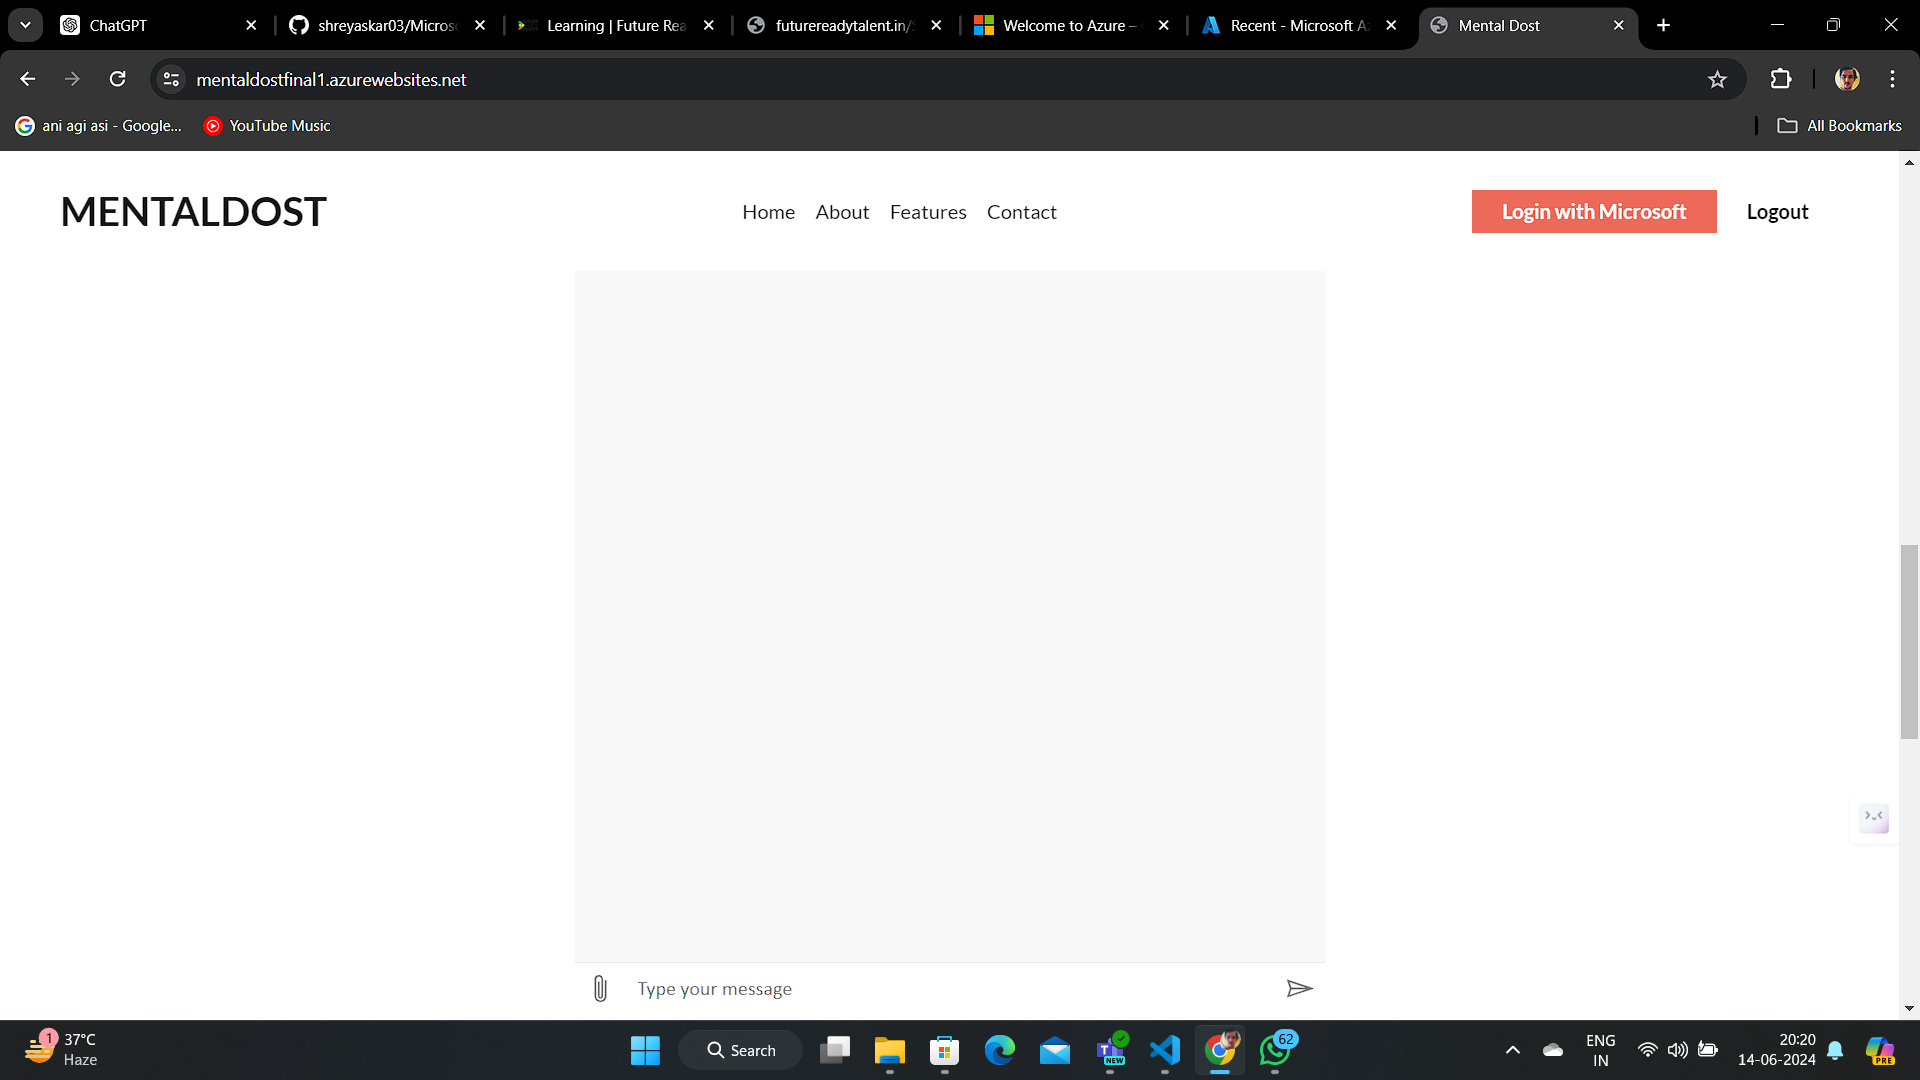 ChatGPT
shreyaskar03/Micros
Learning | Future Rea
futurereadytalent.in/
Welcome to Azure –
Recent - Microsoft A
Mental Dost
mentaldostfinal1.azurewebsites.net
ani agi asi - Google...
YouTube Music
All Bookmarks
MENTALDOST
Home About Features Contact
Login with Microsoft
Logout
Type your message
1
37°C
Haze
Search
NEW
62
ENG
IN
20:20
14-06-2024
PRE